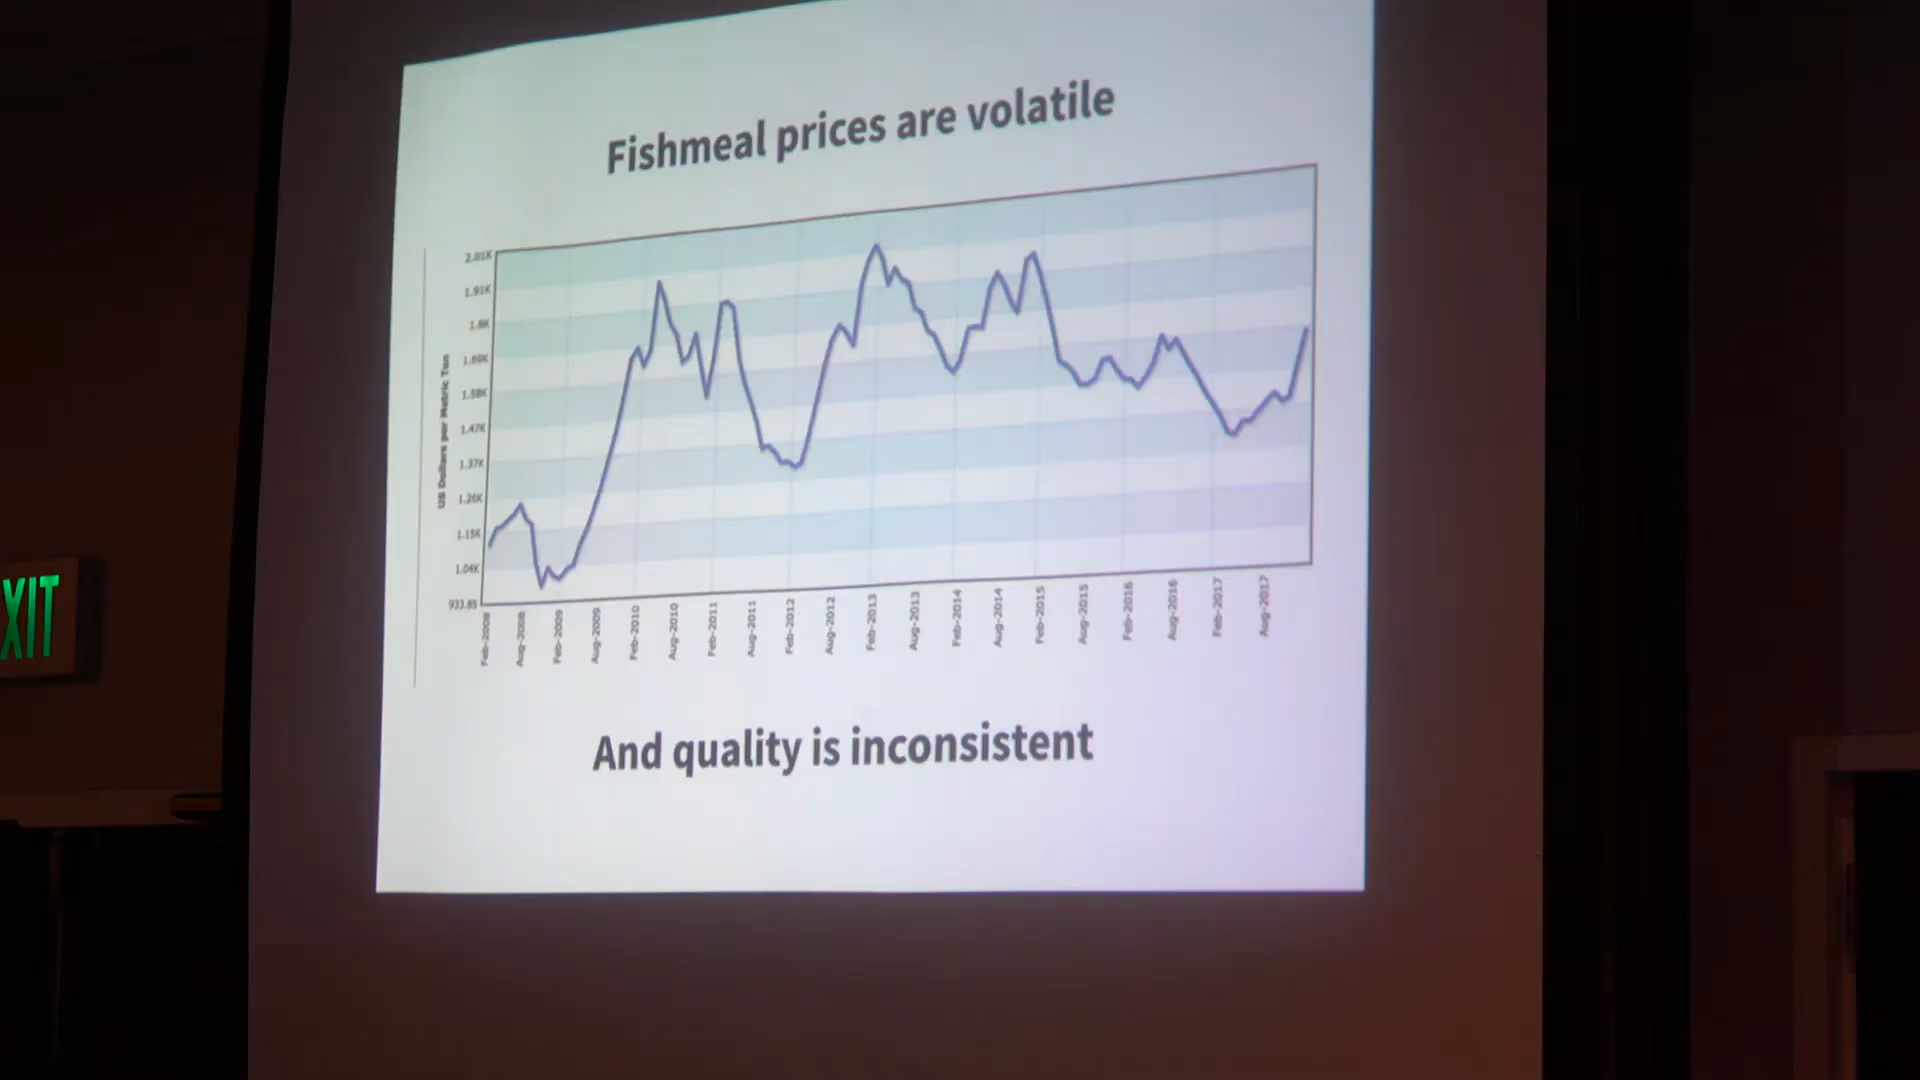 Fishmeal prices are volatile
2.01K
1.91K
1.8K
1.69K
1.58K
1.47K
1.37K
1.26K
1.15K
1.04K
933.85
US Dollars per Metric Ton
Feb-2008
Aug-2008
Feb-2009
Aug-2009
Feb-2010
Aug-2010
Feb-2011
Aug-2011
Feb-2012
Aug-2012
Feb-2013
Aug-2013
Feb-2014
Aug-2014
Feb-2015
Aug-2015
Feb-2016
Aug-2016
Feb-2017
Aug-2017
And quality is inconsistent
XIT